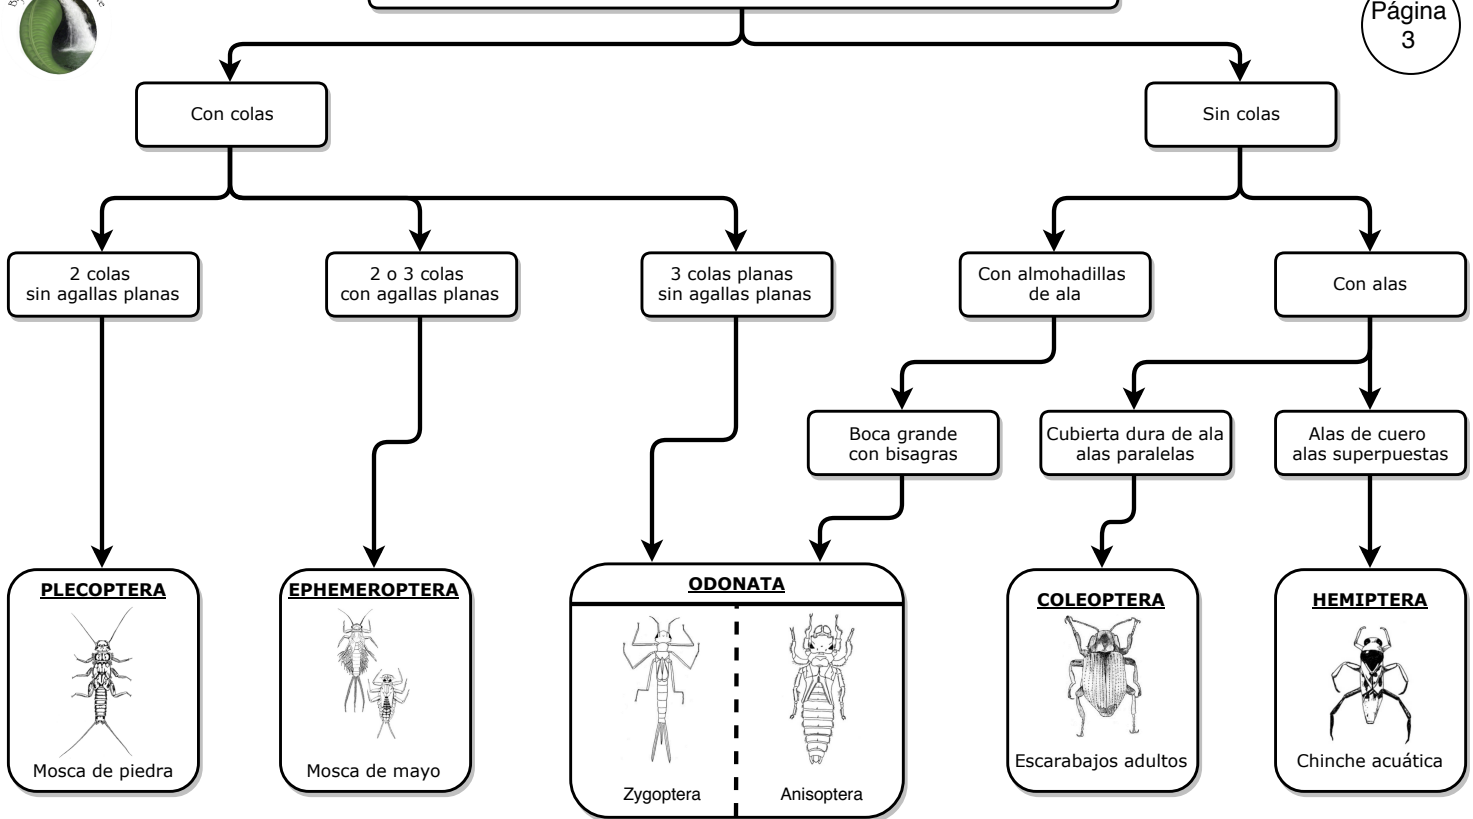 Página
3
Con colas
Sin colas
2 colas
sin agallas planas
2 o 3 colas
con agallas planas
3 colas planas
sin agallas planas
Con almohadillas
de ala
Con alas
Boca grande
con bisagras
Cubierta dura de ala
alas paralelas
Alas de cuero
alas superpuestas
PLECOPTERA
Mosca de piedra
EPHEMEROPTERA
Mosca de mayo
ODONATA
Zygoptera
Anisoptera
COLEOPTERA
Escarabajos adultos
HEMIPTERA
Chinche acuática